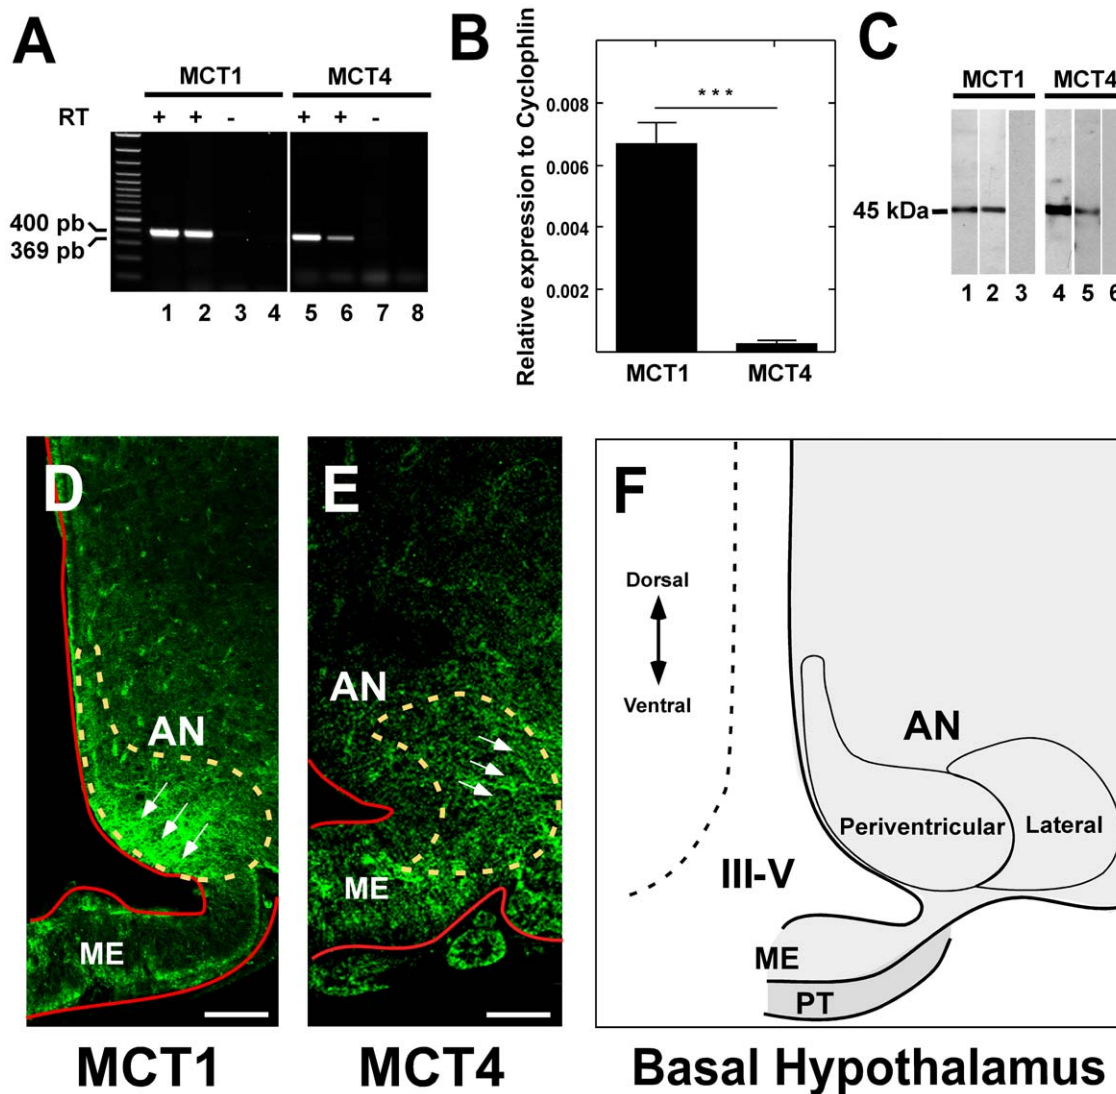 A
MCT1
MCT4
RT
+ + -
+ + -
400 pb
369 pb
1 2 3 4
5 6 7 8
B
Relative expression to Cyclophlin
0.008
0.006
0.004
0.002
***
MCT1
MCT4
C
MCT1
MCT4
45 kDa
1 2 3
4 5 6
D
AN
ME
MCT1
E
AN
ME
MCT4
F
Dorsal
Ventral
AN
Periventricular
Lateral
III-V
ME
PT
Basal Hypothalamus